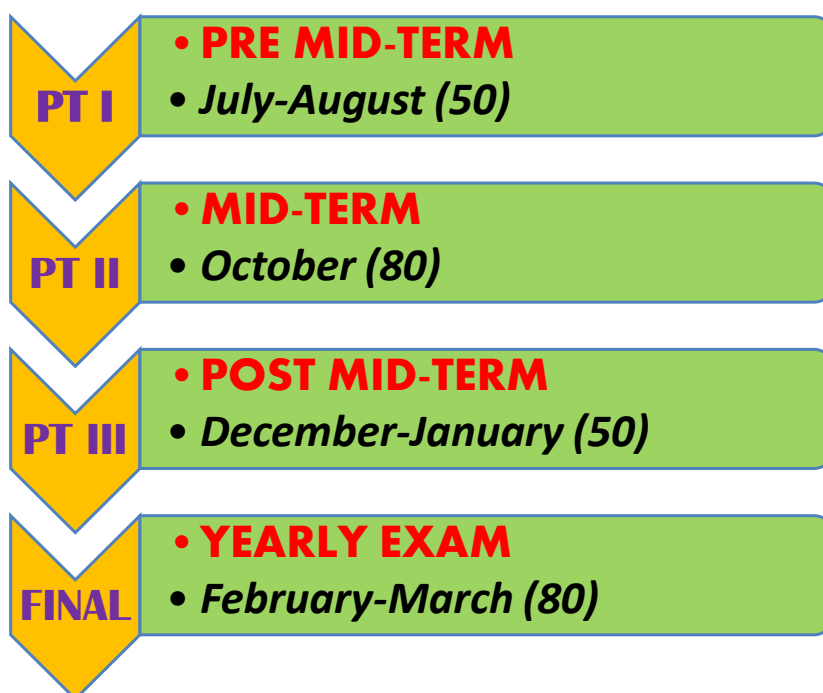 PT I
• PRE MID-TERM
• July-August (50)
PT II
• MID-TERM
• October (80)
PT III
• POST MID-TERM
• December-January (50)
FINAL
• YEARLY EXAM
• February-March (80)